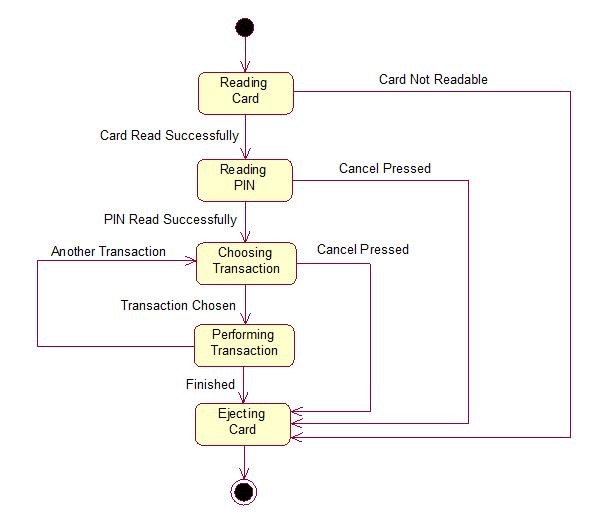 Reading
Card
Card Not Readable
Card Read Successfully
Reading
PIN
Cancel Pressed
PIN Read Successfully
Another Transaction
Choosing
Transaction
Cancel Pressed
Transaction Chosen
Performing
Transaction
Finished
Ejecting
Card